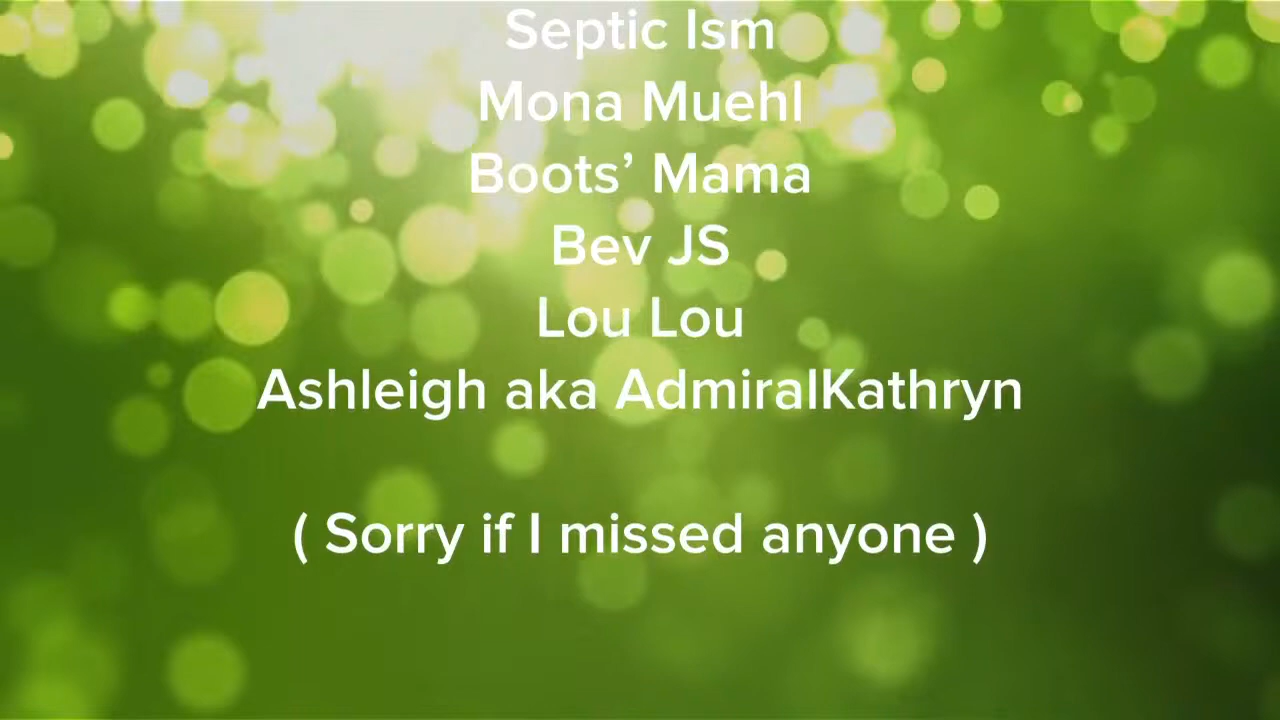 Septic Ism
Mona Muehl
Boots’ Mama
Bev JS
Lou Lou
Ashleigh aka AdmiralKathryn
( Sorry if I missed anyone )